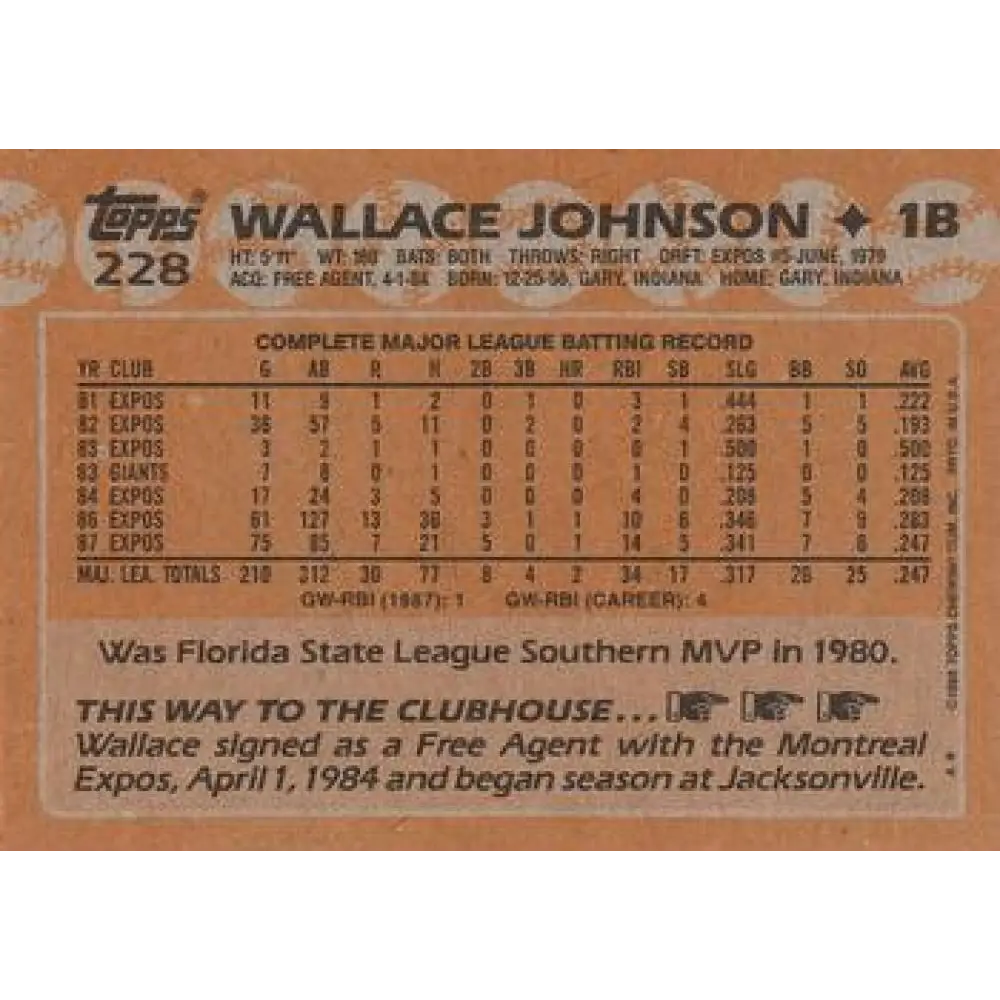 Topps WALLACE JOHNSON 1B
228 HT: 5'11" WT: 180 BATS: BOTH THROWS: RIGHT DRFT: EXPOS #5-JUNE, 1979
ACQ: FREE AGENT, 4-1-84 BORN: 12-25-56, GARY, INDIANA HOME: GARY, INDIANA
COMPLETE MAJOR LEAGUE BATTING RECORD
YR CLUB G AB R H 2B 3B HR RBI SB SLG BB SO AVG
81 EXPOS 11 9 1 2 0 1 0 3 1 .444 1 1 .222
82 EXPOS 36 57 5 11 0 2 0 2 4 .263 5 5 .193
83 EXPOS 3 2 1 1 0 0 0 0 1 .500 1 0 .500
83 GIANTS 7 8 0 1 0 0 0 1 0 .125 0 0 .125
84 EXPOS 17 24 3 5 0 0 0 4 0 .208 5 4 .208
86 EXPOS 61 127 13 36 3 1 1 10 6 .346 7 9 .283
87 EXPOS 75 85 7 21 5 0 1 14 5 .341 7 6 .247
MAJ. LEA. TOTALS 210 312 30 77 8 4 2 34 17 .317 26 25 .247
GW-RBI (1987): 1 GW-RBI (CAREER): 4
Was Florida State League Southern MVP in 1980.
THIS WAY TO THE CLUBHOUSE...
Wallace signed as a Free Agent with the Montreal
Expos, April 1, 1984 and began season at Jacksonville.
TOPPS CHEWING GUM, INC. PRTD. IN U.S.A.